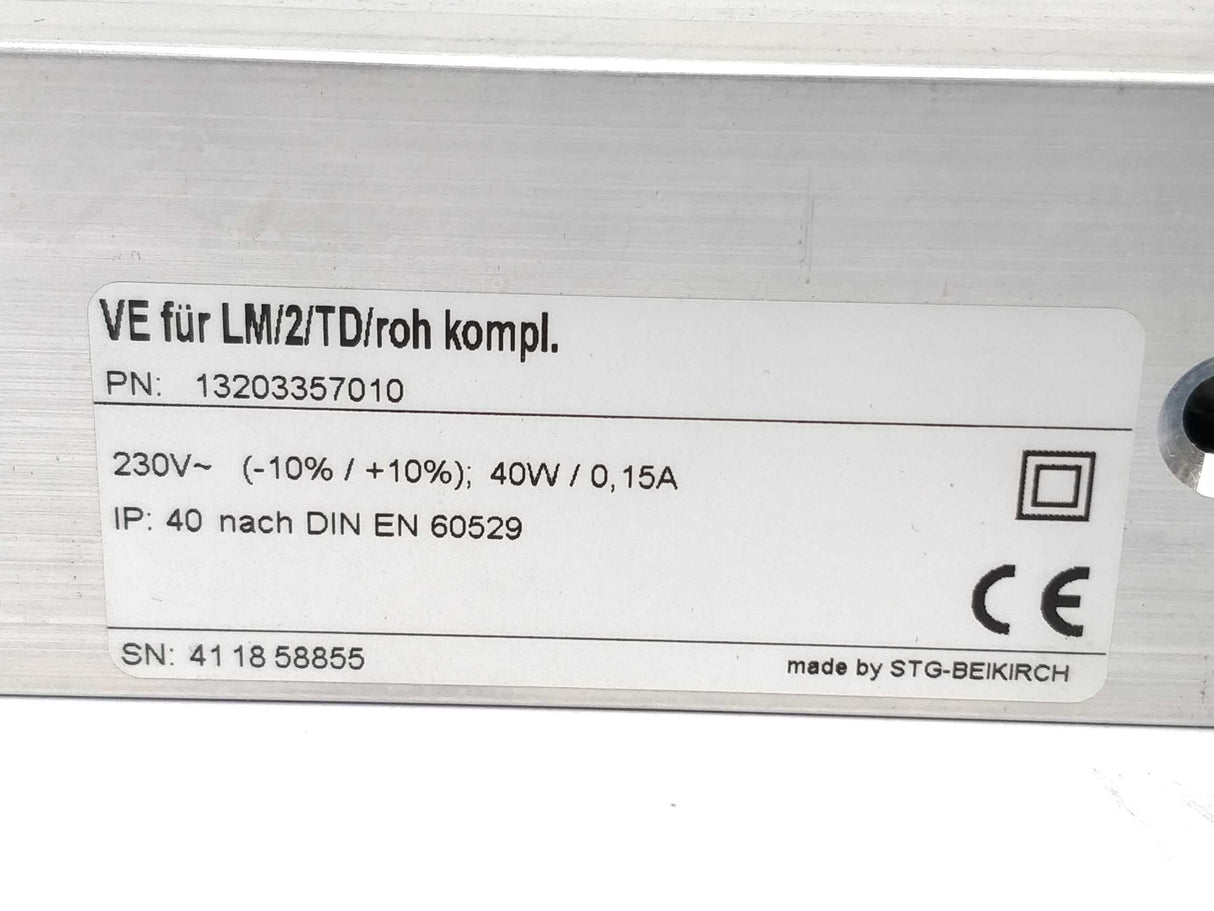 VE für LM/2/TD/roh kompl.
PN: 13203357010
230V~ (-10% / +10%); 40W / 0,15A
IP: 40 nach DIN EN 60529
CE
SN: 41 18 58855
made by STG-BEIKIRCH